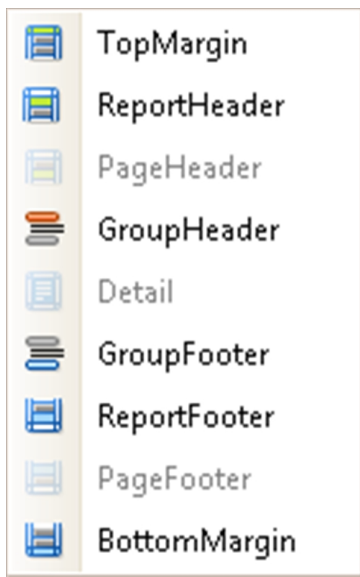 TopMargin
ReportHeader
PageHeader
GroupHeader
Detail
GroupFooter
ReportFooter
PageFooter
BottomMargin